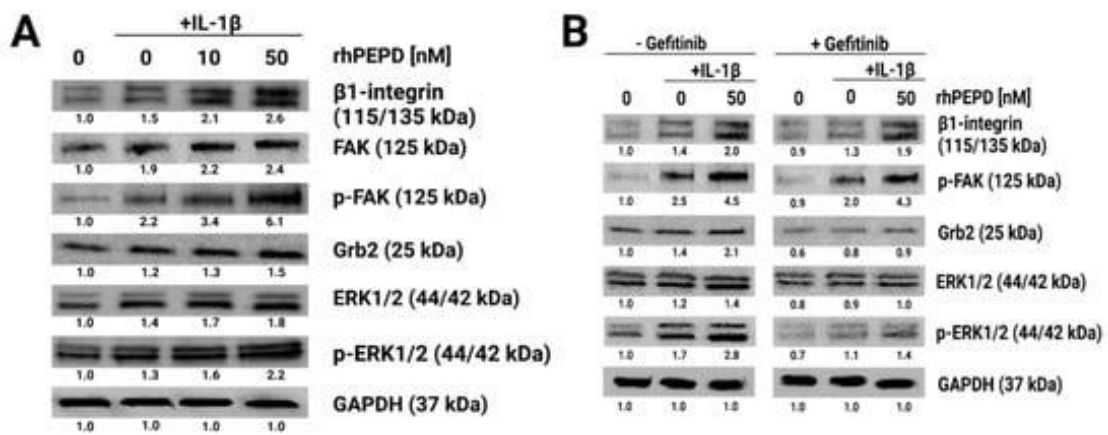 A
+IL-1β
0 0 10 50 rhPEPD [nM]
β1-integrin
(115/135 kDa)
1.0 1.5 2.1 2.6
FAK (125 kDa)
1.0 1.9 2.2 2.4
p-FAK (125 kDa)
1.0 2.2 3.4 6.1
Grb2 (25 kDa)
1.0 1.2 1.3 1.5
ERK1/2 (44/42 kDa)
1.0 1.4 1.7 1.8
p-ERK1/2 (44/42 kDa)
1.0 1.3 1.6 2.2
GAPDH (37 kDa)
1.0 1.0 1.0 1.0
B
- Gefitinib + Gefitinib
+IL-1β +IL-1β
0 0 50 0 0 50 rhPEPD [nM]
β1-integrin
(115/135 kDa)
1.0 1.4 2.0 0.9 1.3 1.9
p-FAK (125 kDa)
1.0 2.5 4.5 0.9 2.0 4.3
Grb2 (25 kDa)
1.0 1.4 2.1 0.6 0.8 0.9
ERK1/2 (44/42 kDa)
1.0 1.2 1.4 0.8 0.9 1.0
p-ERK1/2 (44/42 kDa)
1.0 1.7 2.8 0.7 1.1 1.4
GAPDH (37 kDa)
1.0 1.0 1.0 1.0 1.0 1.0